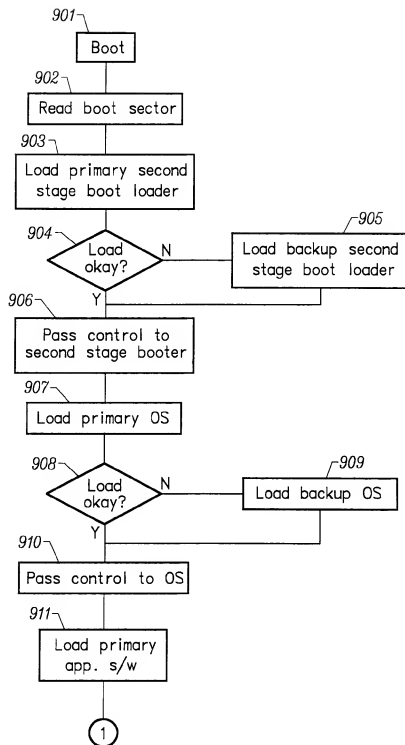 901
Boot
902
Read boot sector
903
Load primary second
stage boot loader
904
Load
okay?
N
Y
905
Load backup second
stage boot loader
906
Pass control to
second stage booter
907
Load primary OS
908
Load
okay?
N
Y
909
Load backup OS
910
Pass control to OS
911
Load primary
app. s/w
1